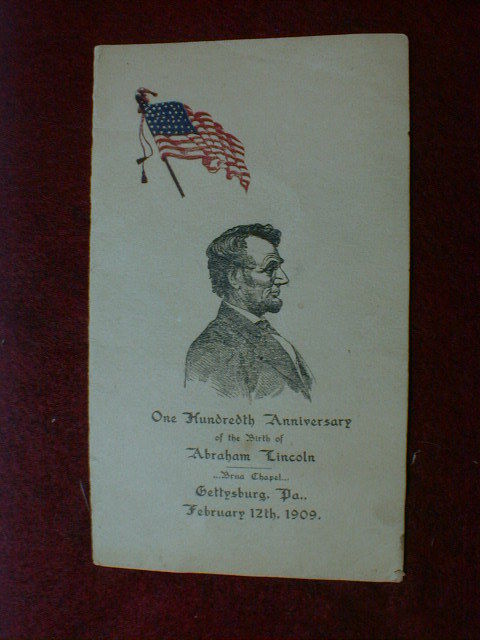 One Hundredth Anniversary
of the Birth of
Abraham Lincoln
...Brua Chapel...
Gettysburg, Pa..
February 12th, 1909.